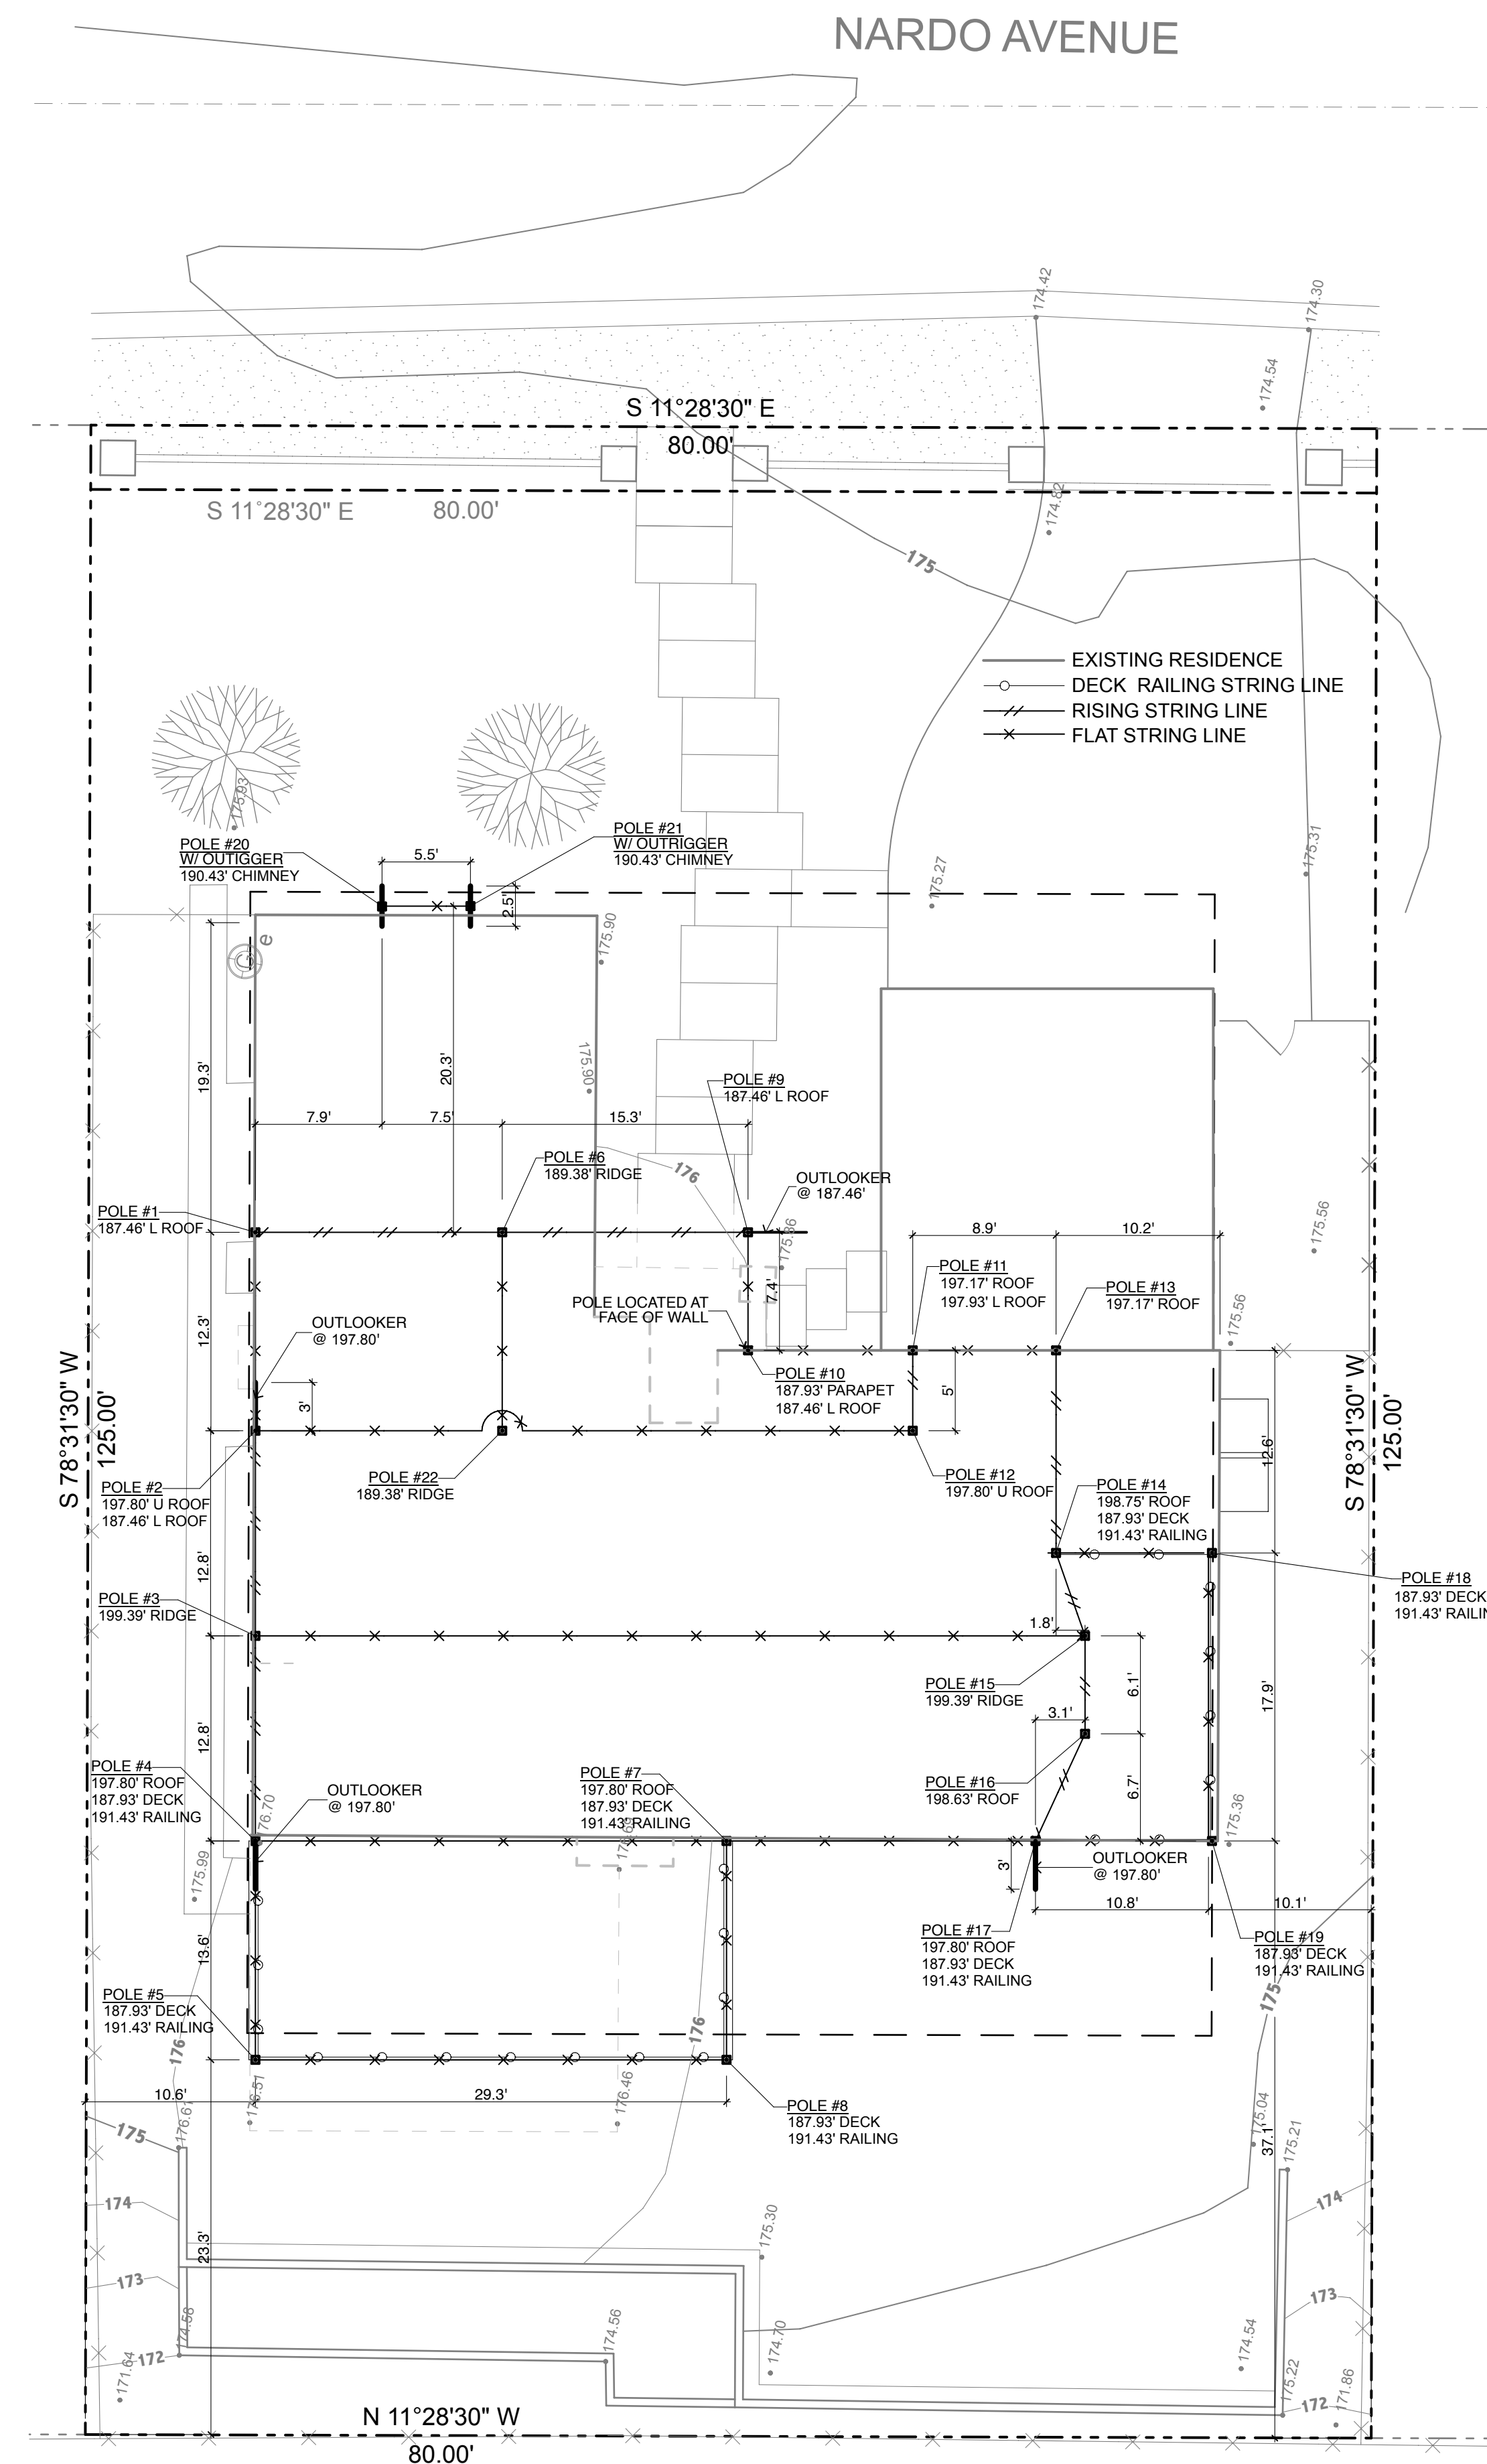 NARDO AVENUE
174.42
174.30
174.54
S 11°28'30" E
80.00'
S 11°28'30" E 80.00'
174.82
175
EXISTING RESIDENCE
DECK RAILING STRING LINE
RISING STRING LINE
FLAT STRING LINE
175.93
175.31
POLE #20
W/ OUTIGGER
190.43' CHIMNEY
5.5'
POLE #21
W/ OUTRIGGER
190.43' CHIMNEY
2.5'
175.27
e
175.90
19.3'
20.3'
175.90
POLE #9
187.46' L ROOF
7.9'
7.5'
15.3'
POLE #6
189.38' RIDGE
176
OUTLOOKER
@ 187.46'
POLE #1
187.46' L ROOF
8.9'
10.2'
175.56
POLE #11
197.17' ROOF
197.93' L ROOF
POLE #13
197.17' ROOF
7.4'
POLE LOCATED AT
FACE OF WALL
175.56
12.3'
OUTLOOKER
@ 197.80'
3'
POLE #10
187.93' PARAPET
187.46' L ROOF
5'
S 78°31'30" W
125.00'
S 78°31'30" W
125.00'
12.6'
POLE #2
197.80' U ROOF
187.46' L ROOF
POLE #22
189.38' RIDGE
POLE #12
197.80' U ROOF
POLE #14
198.75' ROOF
187.93' DECK
191.43' RAILING
12.8'
POLE #18
187.93' DECK
POLE #3
199.39' RIDGE
1.8'
POLE #15
199.39' RIDGE
6.1'
17.9'
3.1'
12.8'
POLE #4
197.80' ROOF
187.93' DECK
191.43' RAILING
176.70
OUTLOOKER
@ 197.80'
POLE #7
197.80' ROOF
187.93' DECK
191.43' RAILING
POLE #16
198.63' ROOF
6.7'
175.36
3'
OUTLOOKER
@ 197.80'
175.99
10.8'
10.1'
13.6'
POLE #17
197.80' ROOF
187.93' DECK
191.43' RAILING
POLE #19
187.93' DECK
191.43' RAILING
POLE #5
187.93' DECK
191.43' RAILING
175
176
176
10.6'
29.3'
176.51
176.46
POLE #8
187.93' DECK
191.43' RAILING
175
176.61
175.04
37.1'
175.21
174
174
23.3'
175.30
173
173
174.58
174.56
174.70
174.54
172
171.64
175.22
172
171.86
N 11°28'30" W
80.00'